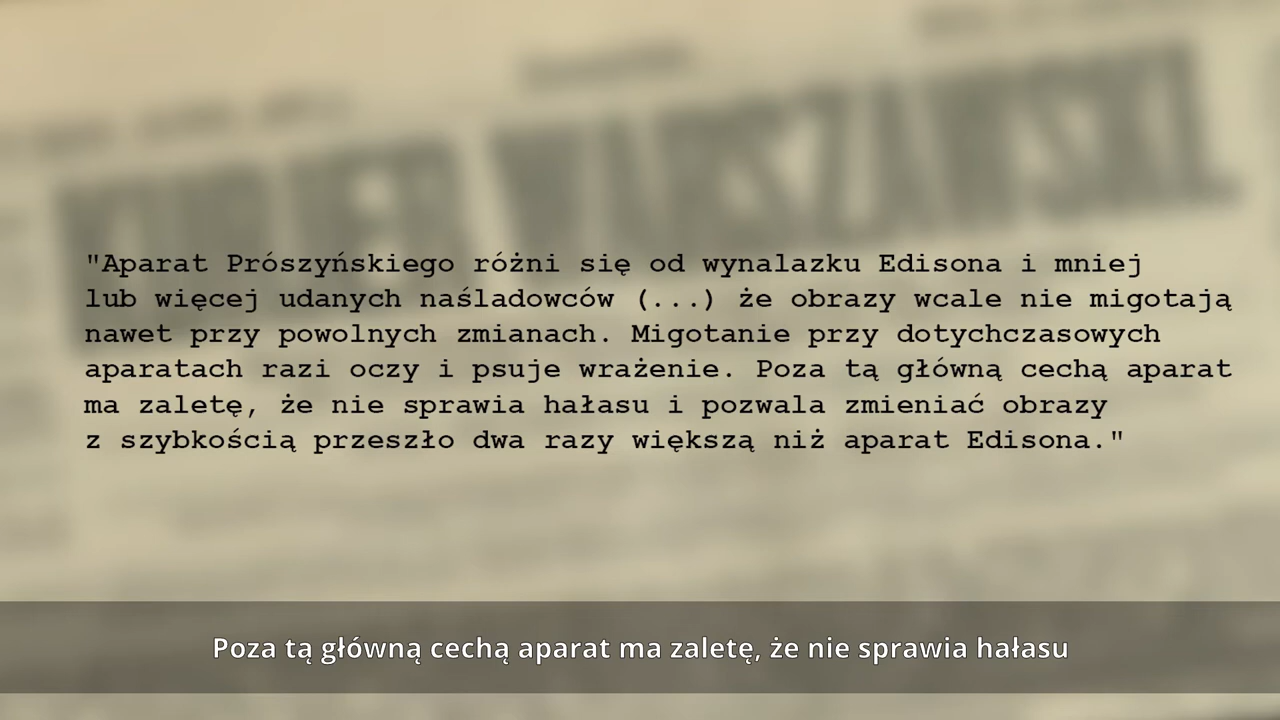 KURIER WARSZAWSKI
"Aparat Prószyńskiego różni się od wynalazku Edisona i mniej
lub więcej udanych naśladowców (...) że obrazy wcale nie migotają
nawet przy powolnych zmianach. Migotanie przy dotychczasowych
aparatach razi oczy i psuje wrażenie. Poza tą główną cechą aparat
ma zaletę, że nie sprawia hałasu i pozwala zmieniać obrazy
z szybkością przeszło dwa razy większą niż aparat Edisona."
Poza tą główną cechą aparat ma zaletę, że nie sprawia hałasu